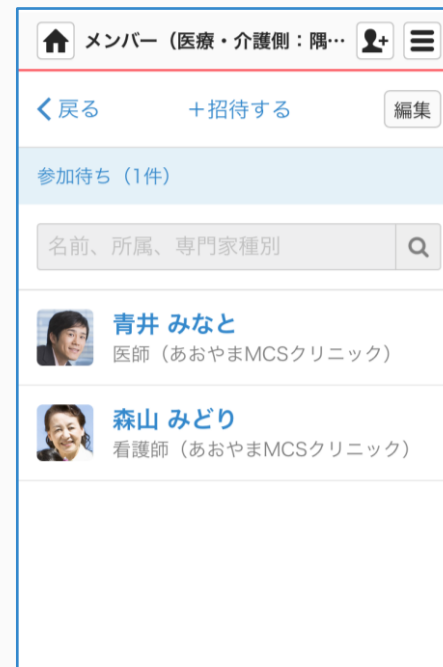 メンバー（医療・介護側：隅…
戻る
＋招待する
編集
参加待ち（1件）
名前、所属、専門家種別
青井 みなと
医師（あおやまMCSクリニック）
森山 みどり
看護師（あおやまMCSクリニック）